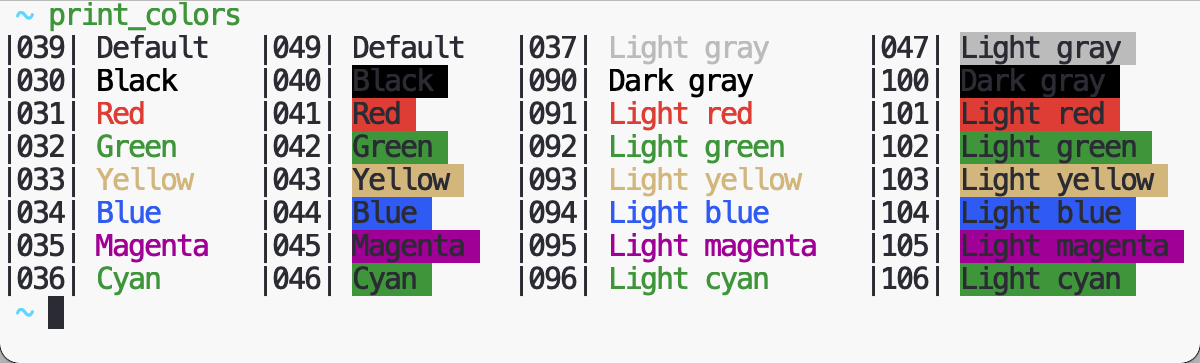 ~ print_colors
|039| Default |049| Default |037| Light gray |047| Light gray
|030| Black |040| Black |090| Dark gray |100| Dark gray
|031| Red |041| Red |091| Light red |101| Light red
|032| Green |042| Green |092| Light green |102| Light green
|033| Yellow |043| Yellow |093| Light yellow |103| Light yellow
|034| Blue |044| Blue |094| Light blue |104| Light blue
|035| Magenta |045| Magenta |095| Light magenta |105| Light magenta
|036| Cyan |046| Cyan |096| Light cyan |106| Light cyan
~